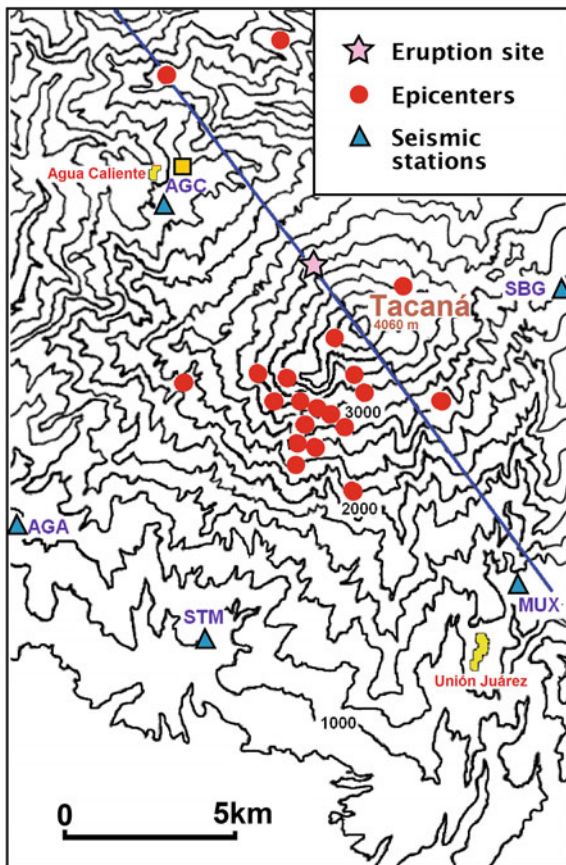 Eruption site
Epicenters
Seismic
stations
Agua Caliente
AGC
Tacaná
4060 m
SBG
3000
2000
AGA
STM
MUX
Unión Juárez
1000
0
5km